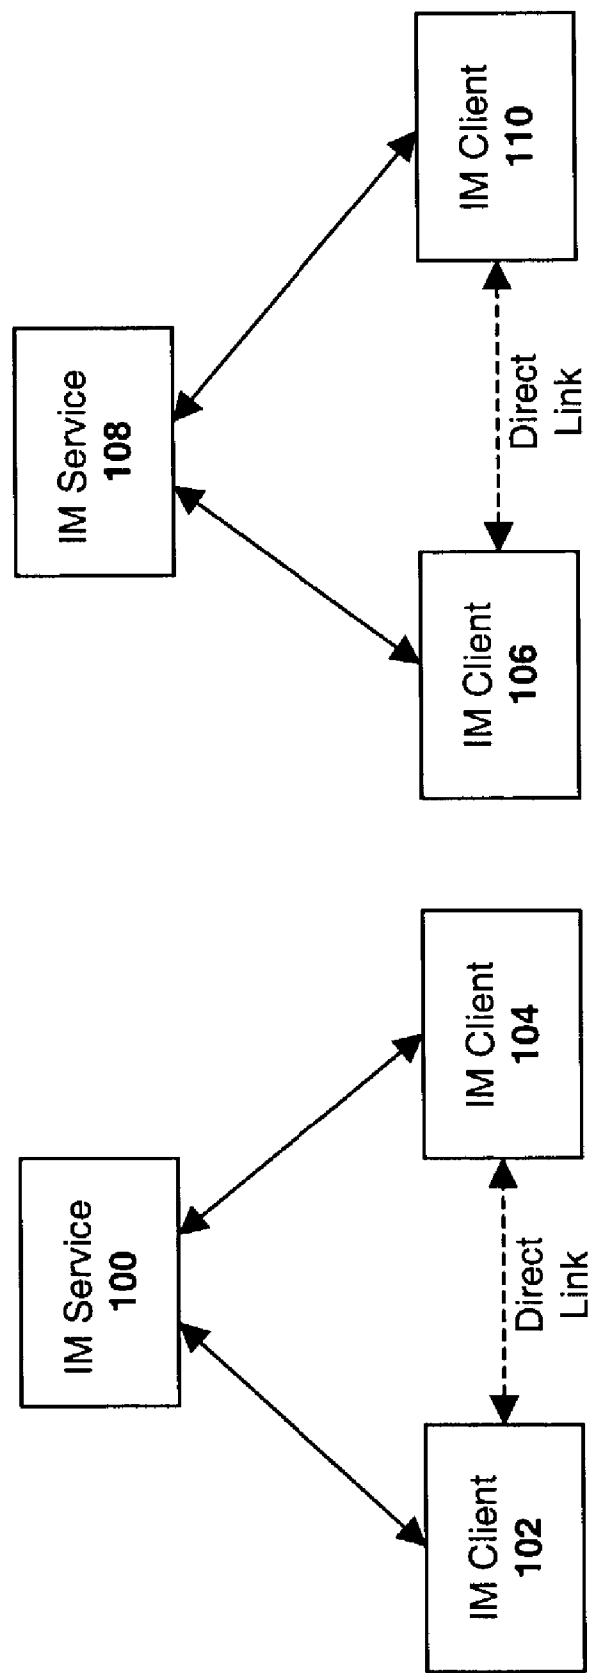 IM Service
100
IM Client
102
Direct
Link
IM Client
104
IM Service
108
IM Client
106
Direct
Link
IM Client
110